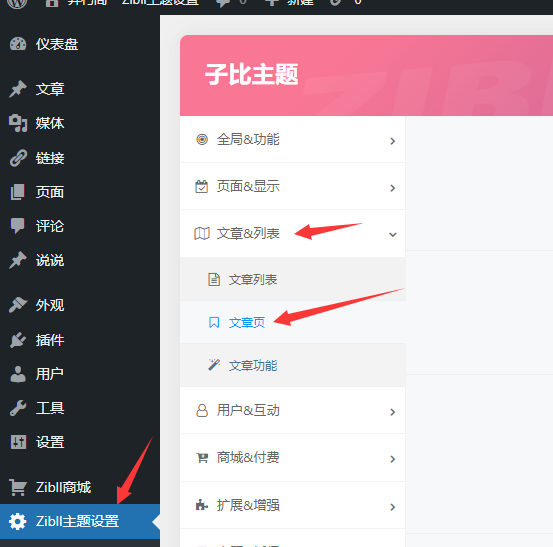 Zibll主题设置
0
新建
仪表盘
文章
媒体
链接
页面
评论
说说
外观
插件
用户
工具
设置
Zibll商城
Zibll主题设置
子比主题
ZIBL
全局&功能
页面&显示
文章&列表
文章列表
文章页
文章功能
用户&互动
商城&付费
扩展&增强